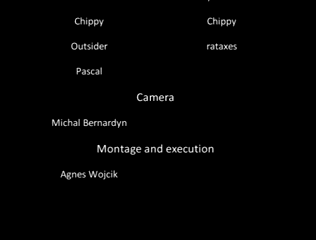 Chippy Chippy
Outsider rataxes
Pascal
Camera
Michal Bernardyn
Montage and execution
Agnes Wojcik